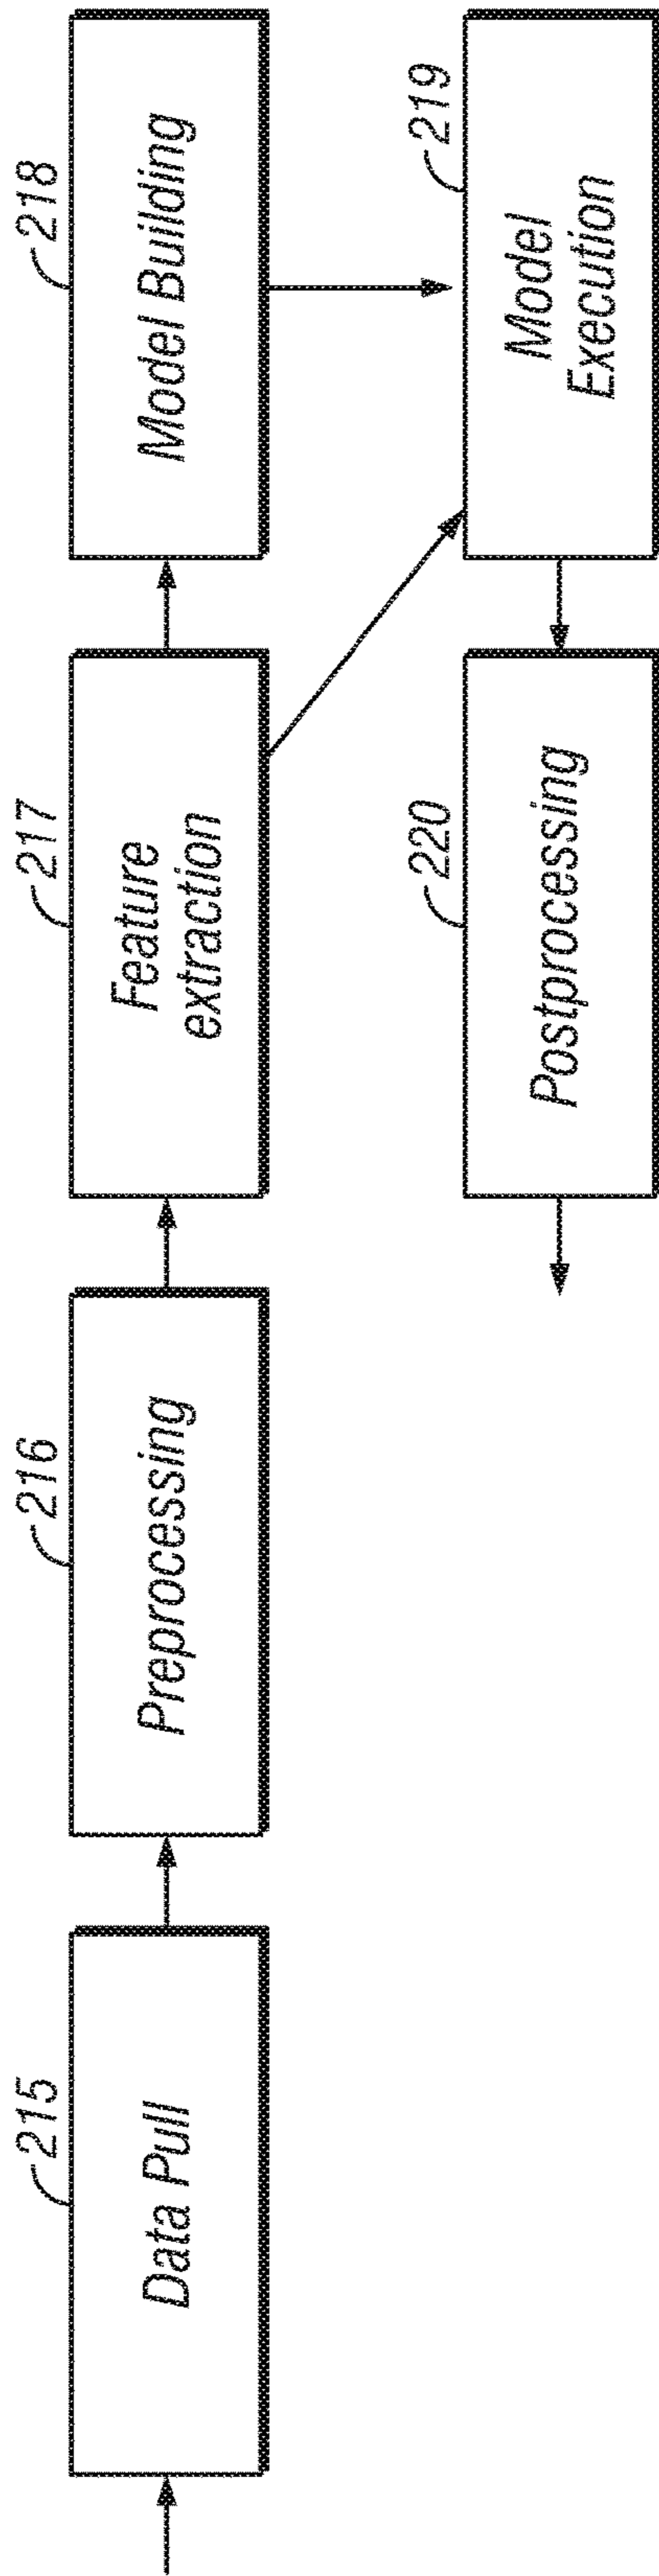 215
Data Pull
216
Preprocessing
217
Feature
extraction
218
Model Building
219
Model
Execution
220
Postprocessing